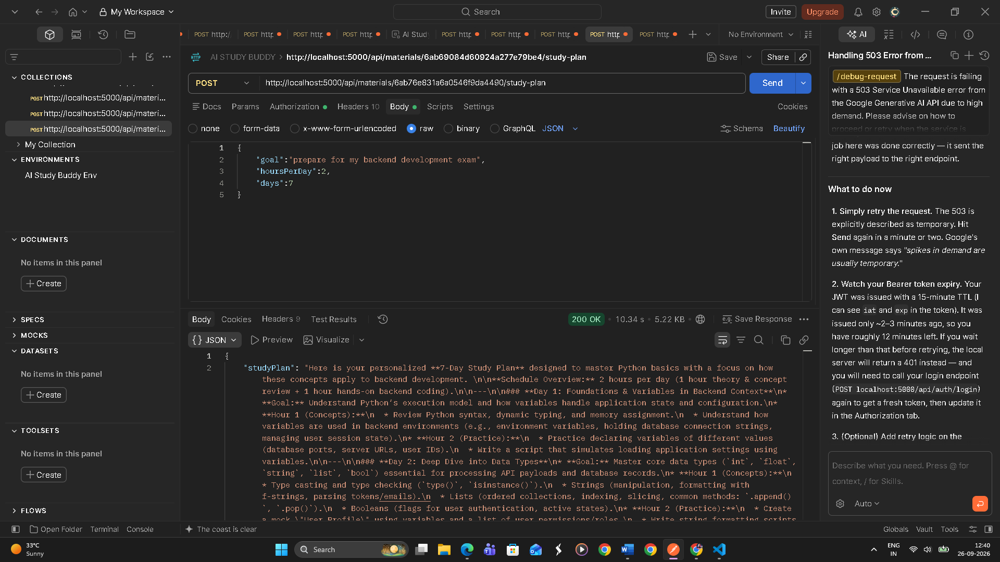 My Workspace
Search
Invite
Upgrade
POST http:/
POST http
POST http
POST http
AI Stud
POST http
POST http
POST http
POST http
POST http
No Environment
AI
COLLECTIONS
POST http://localhost:5000/api/materi...
POST http://localhost:5000/api/materi...
POST http://localhost:5000/api/materi...
My Collection
ENVIRONMENTS
AI Study Buddy Env
DOCUMENTS
No items in this panel
Create
SPECS
MOCKS
DATASETS
No items in this panel
Create
TOOLSETS
No items in this panel
Create
FLOWS
HTTP AI STUDY BUDDY > http://localhost:5000/api/materials/6ab69084d60924a277e79be4/study-plan
Save
Share
POST
http://localhost:5000/api/materials/6ab76e831a6a0546f9da4490/study-plan
Send
Docs
Params
Authorization
Headers 10
Body
Scripts
Settings
Cookies
none
form-data
x-www-form-urlencoded
raw
binary
GraphQL
JSON
Schema
Beautify
1 {
2 "goal":"prepare for my backend development exam",
3 "hoursPerDay":2,
4 "days":7
5 }
Body
Cookies
Headers 9
Test Results
200 OK • 10.34 s • 5.22 KB
e.g. Save Response
{} JSON
Preview
Visualize
1 {
2 "studyPlan": "Here is your personalized **7-Day Study Plan** designed to master Python basics with a focus on how
these concepts apply to backend development. \n\n**Schedule Overview:** 2 hours per day (1 hour theory & concept
review + 1 hour hands-on backend coding).\n\n---\n\n### **Day 1: Foundations & Variables in Backend Context**\n*
**Goal:** Understand Python’s execution model and how variables handle application state and configuration.\n*
**Hour 1 (Concepts):**\n  * Review Python syntax, dynamic typing, and memory assignment.\n  * Understand how
variables are used in backend environments (e.g., environment variables, holding database connection strings,
managing user session state).\n* **Hour 2 (Practice):**\n  * Practice declaring variables of different values
(database ports, server URLs, user IDs).\n  * Write a script that simulates loading application settings using
variables.\n\n---\n\n### **Day 2: Deep Dive into Data Types**\n* **Goal:** Master core data types (`int`, `float`,
`string`, `list`, `bool`) essential for processing API payloads and database records.\n* **Hour 1 (Concepts):**\n
* Type casting and type checking (`type()`, `isinstance()`).\n  * Strings (manipulation, formatting with
f-strings, parsing tokens/emails).\n  * Lists (ordered collections, indexing, slicing, common methods: `.append()
`, `.pop()`).\n  * Booleans (flags for user authentication, active states).\n* **Hour 2 (Practice):**\n  * Create
a mock \"User Profile\" using variables and a list of user permissions/roles.\n  * Write string formatting scripts
Handling 503 Error from ...
/debug-request The request is failing
with a 503 Service Unavailable error from
the Google Generative AI API due to high
demand. Please advise on how to
proceed or retry when the service is
job here was done correctly — it sent the
right payload to the right endpoint.
What to do now
1. Simply retry the request. The 503 is
explicitly described as temporary. Hit
Send again in a minute or two. Google's
own message says "spikes in demand are
usually temporary."
2. Watch your Bearer token expiry. Your
JWT was issued with a 15-minute TTL (I
can see iat and exp in the token). It was
issued only ~2–3 minutes ago, so you
have roughly 12 minutes left. If you wait
longer than that before retrying, the local
server will return a 401 instead — and
you will need to call your login endpoint
(POST localhost:5000/api/auth/login)
again to get a fresh token, then update it
in the Authorization tab.
3. (Optional) Add retry logic on the
Describe what you need. Press @ for
context, / for Skills.
Auto
Open Folder
Terminal
Console
The coast is clear
Globals
Vault
Tools
33°C
Sunny
Search
ENG
IN
12:40
26-09-2026